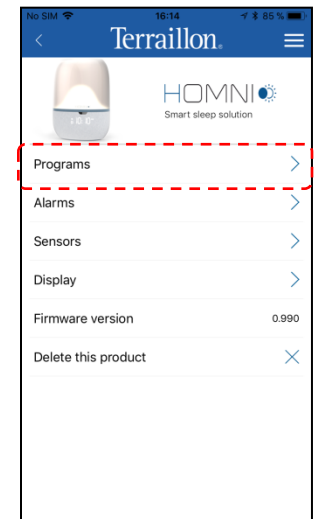 No SIM 16:14 85 %
Terraillon.
HOMNI
Smart sleep solution
Programs
Alarms
Sensors
Display
Firmware version 0.990
Delete this product